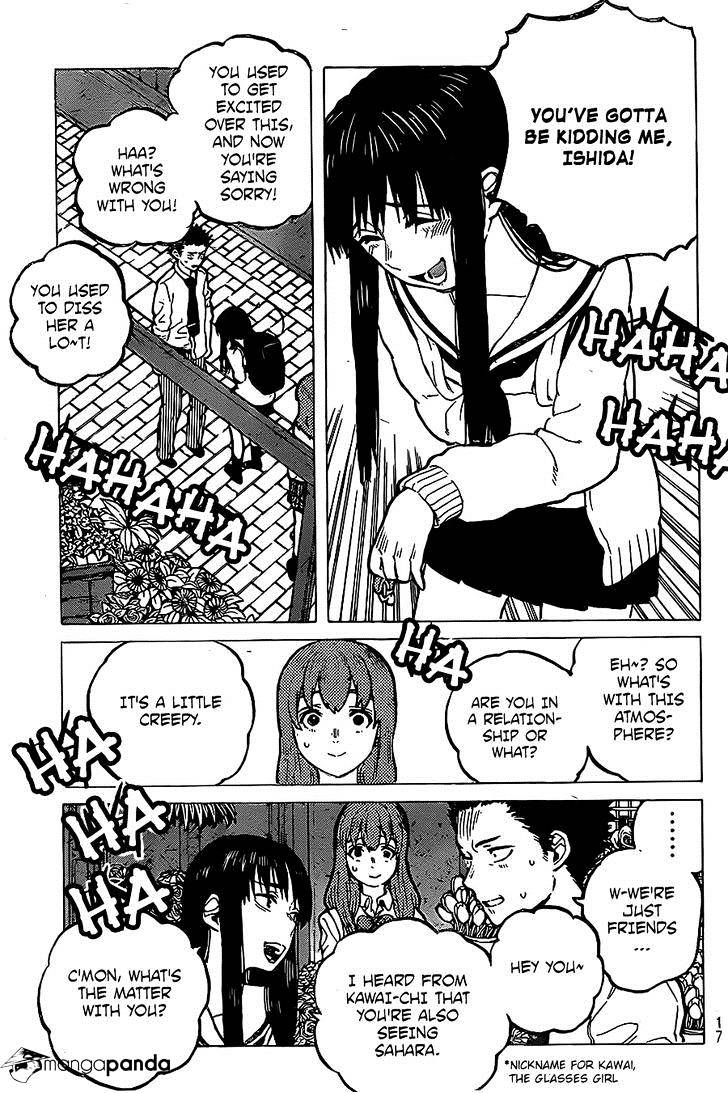 YOU'VE GOTTA
BE KIDDING ME,
ISHIDA!
HAHA
HAHA
YOU USED
TO GET
EXCITED
OVER THIS,
AND NOW
YOU'RE
SAYING
SORRY!
HAA?
WHAT'S
WRONG
WITH YOU!
YOU USED
TO DISS
HER A
LO~T!
HAHAHAHA
EH~? SO
WHAT'S
WITH THIS
ATMOS-
PHERE?
ARE YOU IN
A RELATION-
SHIP OR
WHAT?
HA
IT'S A LITTLE
CREEPY.
HA
HA
HA
......
W-WE'RE
JUST
FRIENDS
...
HEY YOU~
I HEARD FROM
KAWAI-CHI THAT
YOU'RE ALSO
SEEING
SAHARA.
C'MON, WHAT'S
THE MATTER
WITH YOU?
*NICKNAME FOR KAWAI,
THE GLASSES GIRL
17
mangapanda